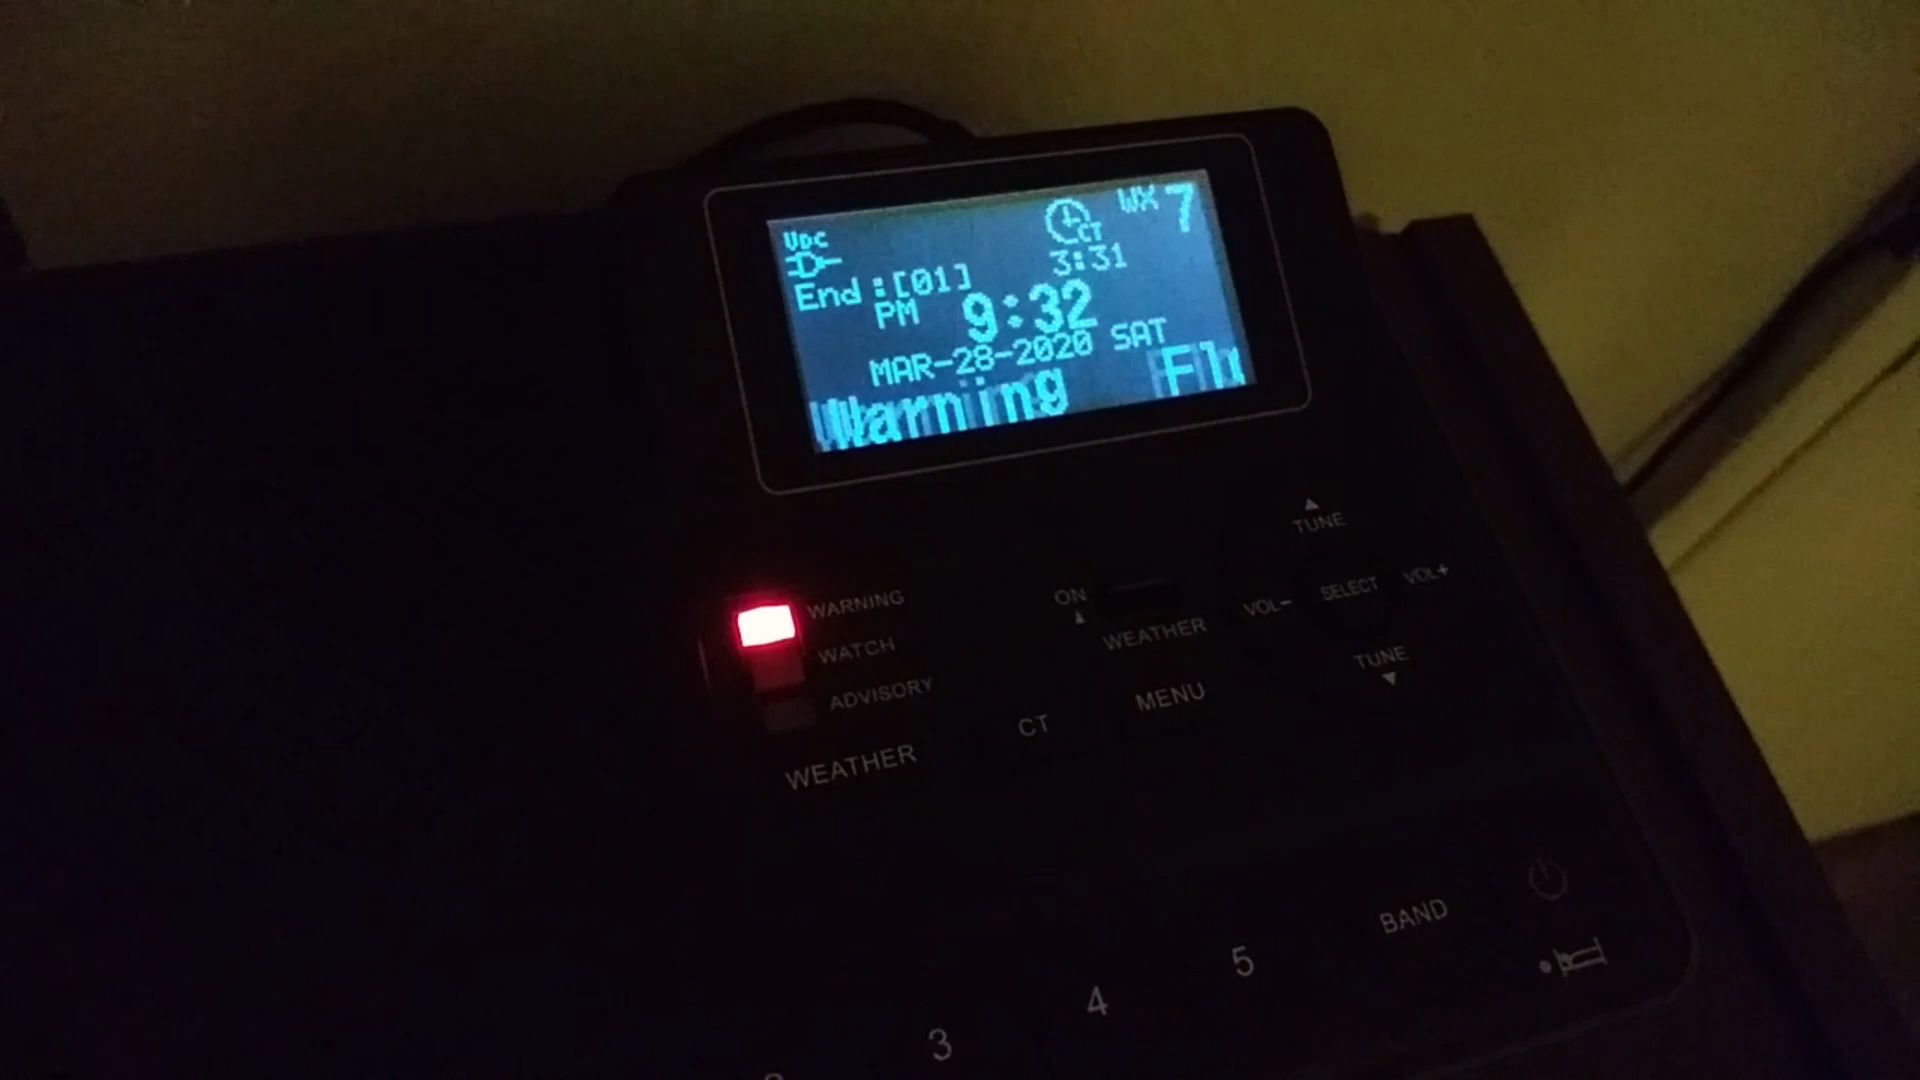 VDC
CT
WX 7
3:31
End :[01]
PM 9:32
MAR-28-2020 SAT
Warning
TUNE
WARNING
ON
WEATHER
VOL-
SELECT
VOL+
WATCH
TUNE
ADVISORY
MENU
CT
WEATHER
BAND
5
4
3